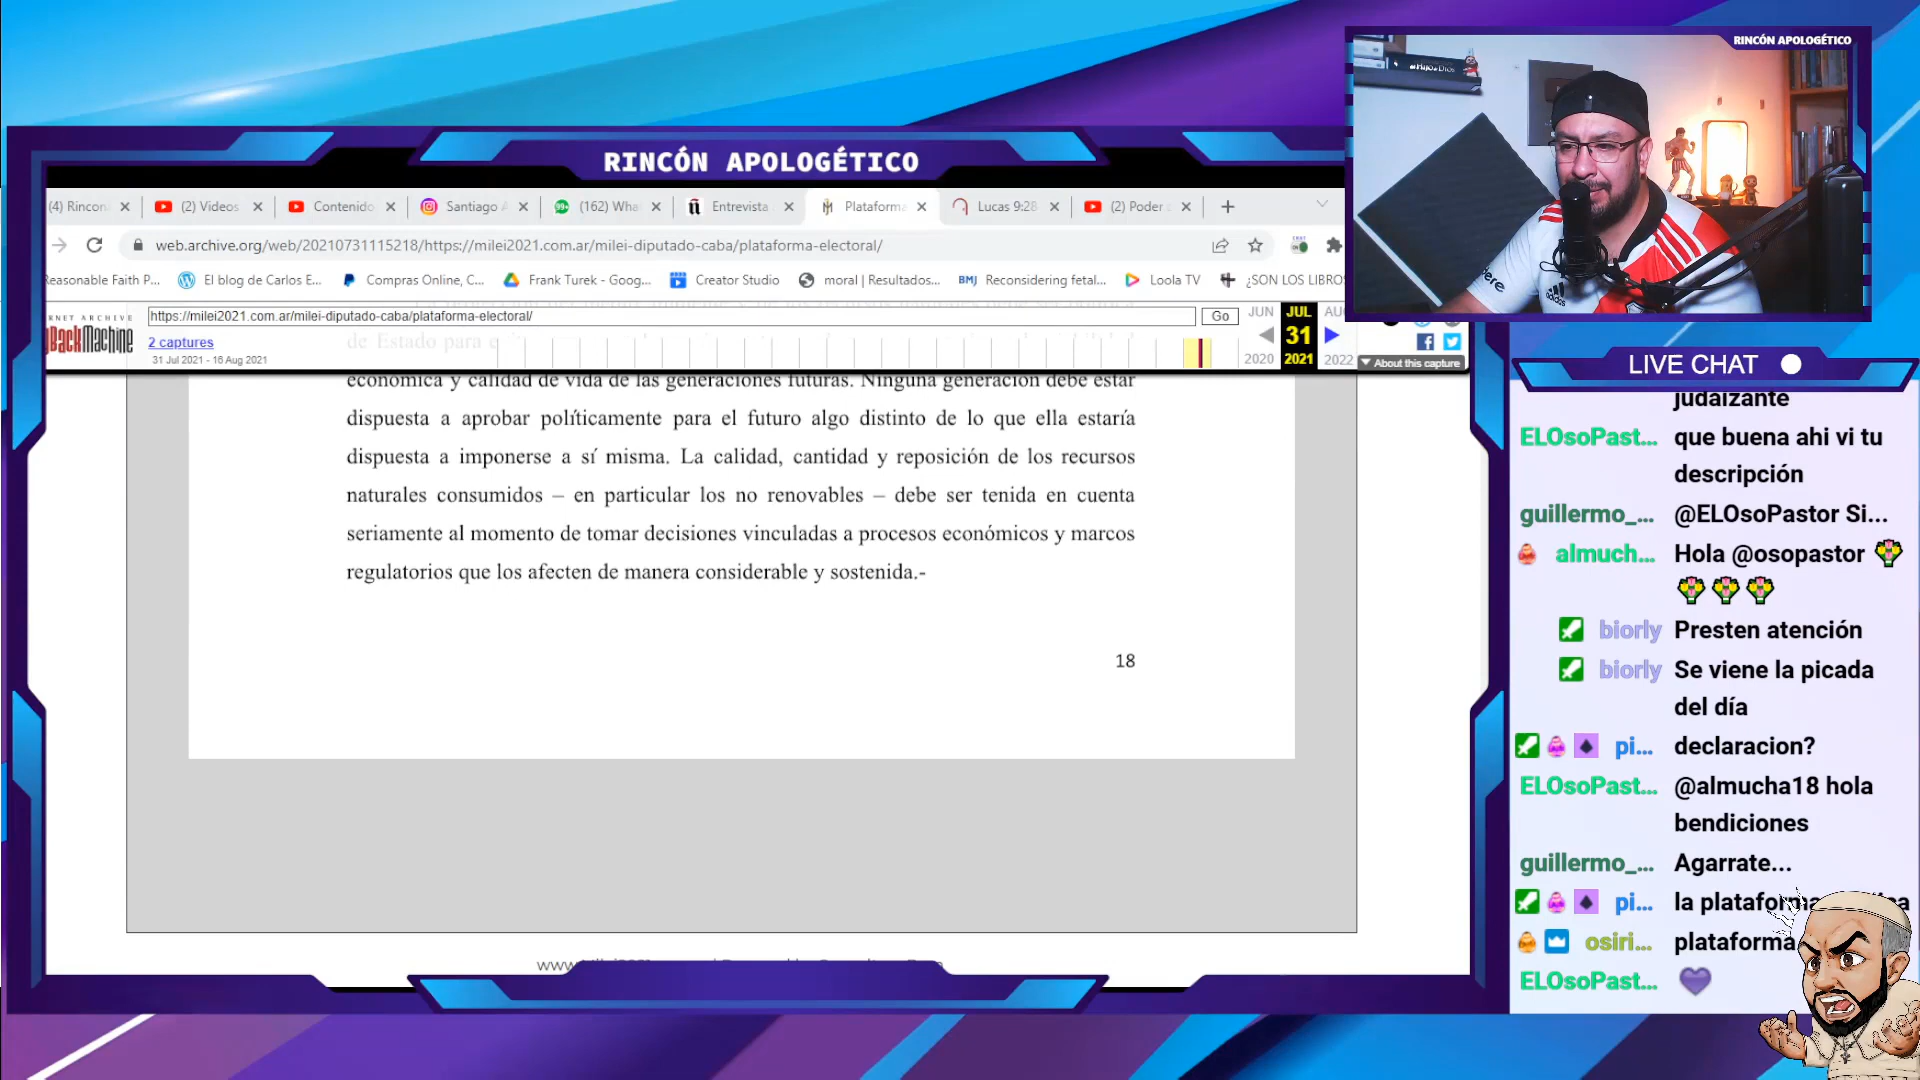 RINCÓN APOLOGÉTICO
RINCÓN APOLOGÉTICO
(4) Rincon
(2) Videos
Contenido
Santiago
(162) Wha
Entrevista
Plataforma
Lucas 9:28
(2) Poder
web.archive.org/web/20210731115218/https://milei2021.com.ar/milei-diputado-caba/plataforma-electoral/
Reasonable Faith P...
El blog de Carlos E...
Compras Online, C...
Frank Turek - Goog...
Creator Studio
moral | Resultados...
BMJ
Reconsidering fetal...
Loola TV
¿SON LOS LIBRO
https://milei2021.com.ar/milei-diputado-caba/plataforma-electoral/
Go
JUN
JUL
AUG
2 captures
31
31 Jul 2021 - 16 Aug 2021
2020
2021
2022
About this capture
de Estado para
económica y calidad de vida de las generaciones futuras. Ninguna generación debe estar
dispuesta a aprobar políticamente para el futuro algo distinto de lo que ella estaría
dispuesta a imponerse a sí misma. La calidad, cantidad y reposición de los recursos
naturales consumidos – en particular los no renovables – debe ser tenida en cuenta
seriamente al momento de tomar decisiones vinculadas a procesos económicos y marcos
regulatorios que los afecten de manera considerable y sostenida.-
18
LIVE CHAT
judaizante
ELOsoPast... que buena ahi vi tu
descripción
guillermo_... @ELOsoPastor Si...
almuch... Hola @osopastor
biorly Presten atención
biorly Se viene la picada
del día
pi... declaracion?
ELOsoPast... @almucha18 hola
bendiciones
guillermo_... Agarrate...
pi... la plataforma
osiri... plataforma
ELOsoPast...
adidas